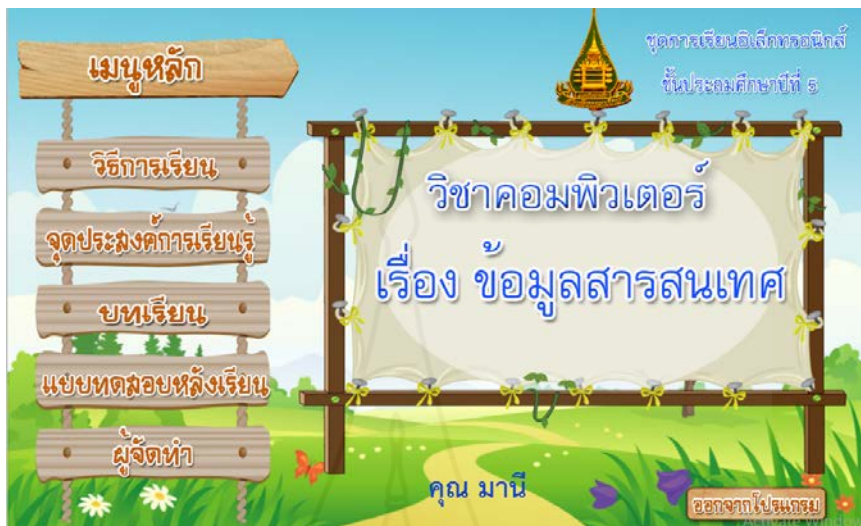 เมนูหลัก
วิธีการเรียน
จุดประสงค์การเรียนรู้
บทเรียน
แบบทดสอบหลังเรียน
ผู้จัดทำ
ชุดการเรียนอิเล็กทรอนิกส์
ชั้นประถมศึกษาปีที่ 5
วิชาคอมพิวเตอร์
เรื่อง ข้อมูลสารสนเทศ
คุณ มานี
ออกจากโปรแกรม